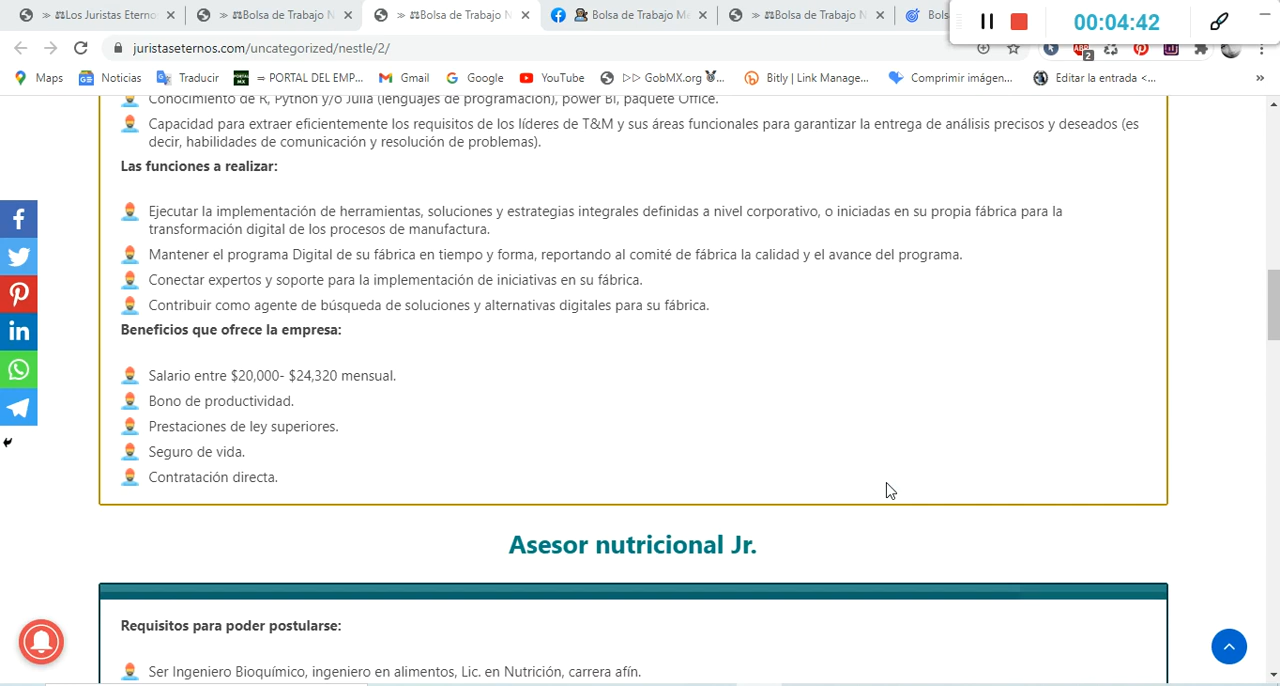 » ⚖Los Juristas Eterno
» ⚖Bolsa de Trabajo N
» ⚖Bolsa de Trabajo N
Bolsa de Trabajo Mé
» ⚖Bolsa de Trabajo N
Bols
00:04:42
juristaseternos.com/uncategorized/nestle/2/
ABP
2
Maps
Noticias
Traducir
= PORTAL DEL EMP...
Gmail
Google
YouTube
▷▷ GobMX.org
Bitly | Link Manage...
Comprimir imágen...
Editar la entrada <...
»
Conocimiento de R, Python y/o Julia (lenguajes de programación), power BI, paquete Office.
Capacidad para extraer eficientemente los requisitos de los líderes de T&M y sus áreas funcionales para garantizar la entrega de análisis precisos y deseados (es
decir, habilidades de comunicación y resolución de problemas).
Las funciones a realizar:
Ejecutar la implementación de herramientas, soluciones y estrategias integrales definidas a nivel corporativo, o iniciadas en su propia fábrica para la
transformación digital de los procesos de manufactura.
Mantener el programa Digital de su fábrica en tiempo y forma, reportando al comité de fábrica la calidad y el avance del programa.
Conectar expertos y soporte para la implementación de iniciativas en su fábrica.
Contribuir como agente de búsqueda de soluciones y alternativas digitales para su fábrica.
Beneficios que ofrece la empresa:
Salario entre $20,000- $24,320 mensual.
Bono de productividad.
Prestaciones de ley superiores.
Seguro de vida.
Contratación directa.
Asesor nutricional Jr.
Requisitos para poder postularse:
Ser Ingeniero Bioquímico, ingeniero en alimentos, Lic. en Nutrición, carrera afín.